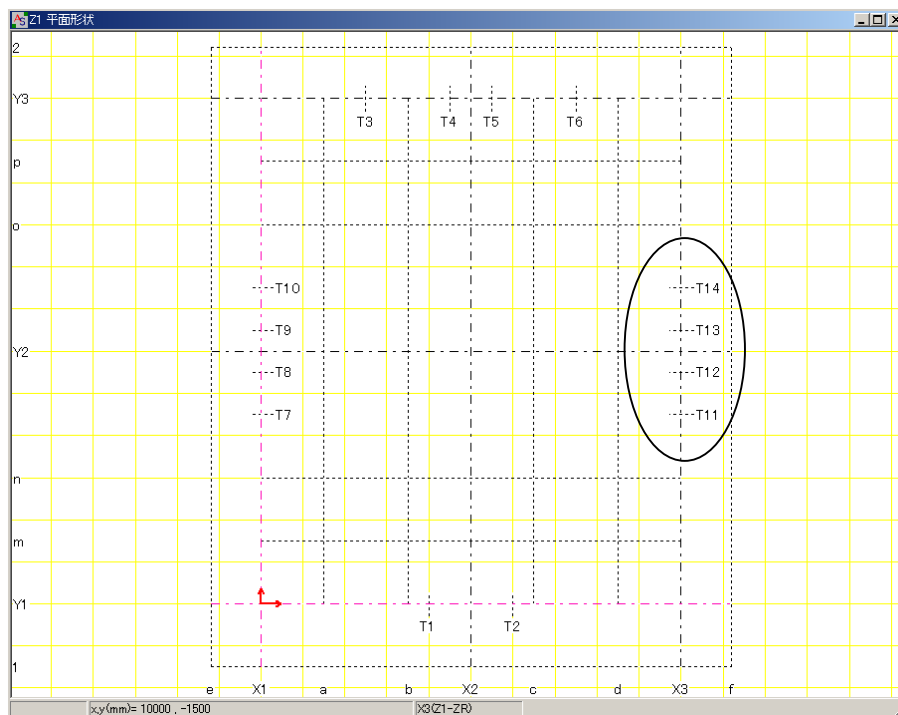 Z1 平面形状
2
Y3
T3 T4 T5 T6
p
o
T10 T14
T9 T13
Y2
T8 T12
T7 T11
n
m
Y1
T1 T2
1
e X1 a b X2 c d X3 f
x,y(mm)= 10000 , -1500 X3(Z1-ZR)